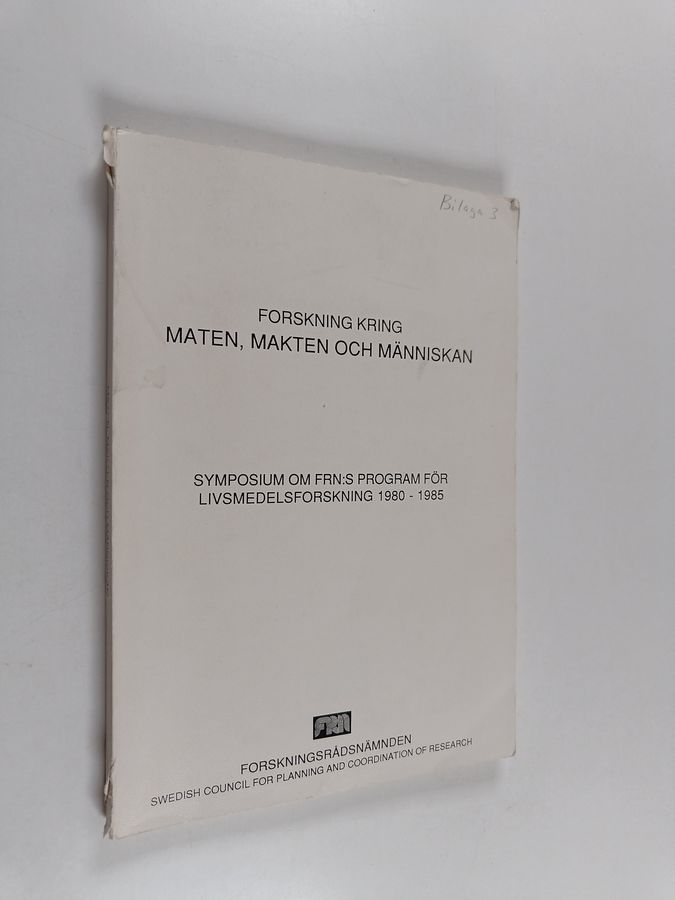 Bilaga 3
FORSKNING KRING
MATEN, MAKTEN OCH MÄNNISKAN
SYMPOSIUM OM FRN:S PROGRAM FÖR
LIVSMEDELSFORSKNING 1980 - 1985
FRN
FORSKNINGSRÅDSNÄMNDEN
SWEDISH COUNCIL FOR PLANNING AND COORDINATION OF RESEARCH